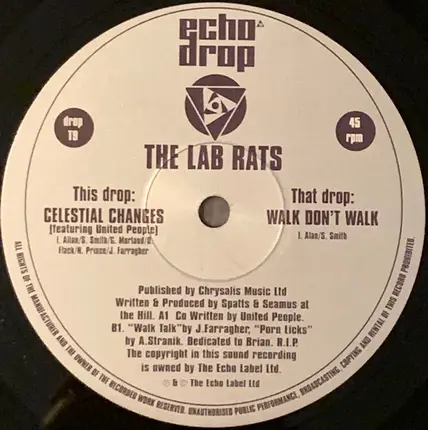 echo
drop
drop
T9
45
rpm
THE LAB RATS
This drop:
CELESTIAL CHANGES
[featuring United People]
I. Allan/S. Smith/G. Morland/D.
Flack/N. Prince/J. Farragher
That drop:
WALK DON'T WALK
I. Alan/S. Smith
Published by Chrysalis Music Ltd
Written & Produced by Spatts & Seamus at
the Hill. A1 Co Written by United People.
B1. "Walk Talk" by J.Farragher, "Porn Licks"
by A.Stranik. Dedicated to Brian. R.I.P.
The copyright in this sound recording
is owned by The Echo Label Ltd.
℗ & © The Echo Label Ltd
ALL RIGHTS OF THE MANUFACTURER AND THE OWNER OF THE RECORDED WORK RESERVED. UNAUTHORISED PUBLIC PERFORMANCE, BROADCASTING, COPYING AND RENTAL OF THIS RECORD PROHIBITED.